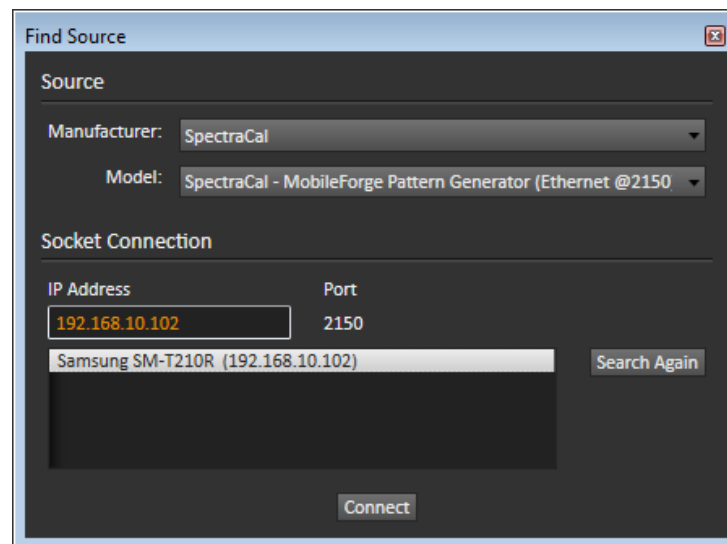 Find Source
Source
Manufacturer: SpectraCal
Model: SpectraCal - MobileForge Pattern Generator (Ethernet @2150
Socket Connection
IP Address Port
192.168.10.102 2150
Samsung SM-T210R (192.168.10.102)
Search Again
Connect